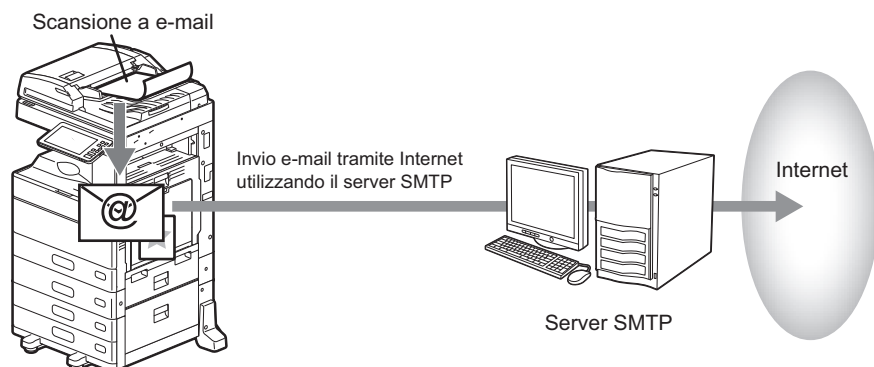 Scansione a e-mail
Invio e-mail tramite Internet
utilizzando il server SMTP
Internet
@
Server SMTP